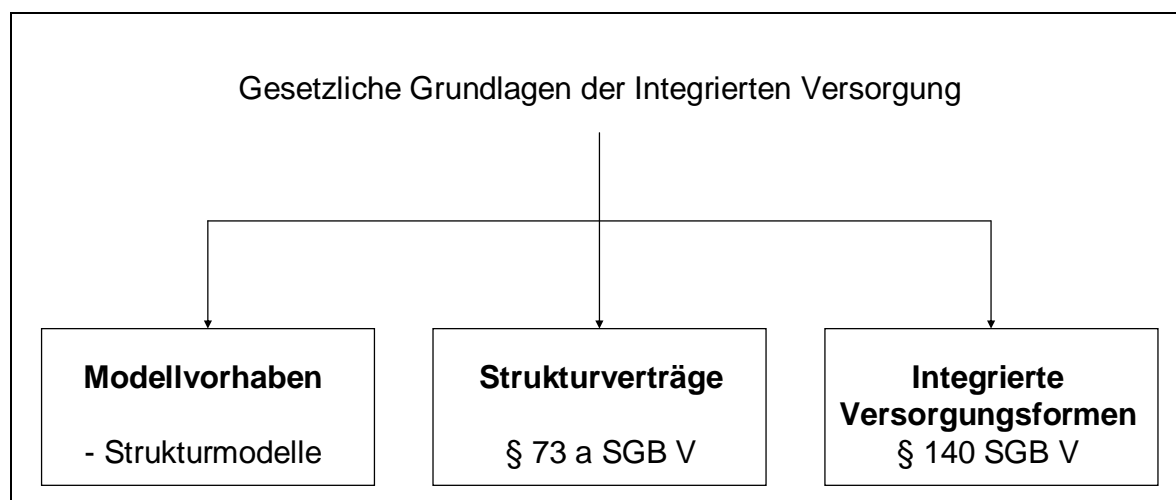 Gesetzliche Grundlagen der Integrierten Versorgung
Modellvorhaben
- Strukturmodelle
Strukturverträge
§ 73 a SGB V
Integrierte
Versorgungsformen
§ 140 SGB V